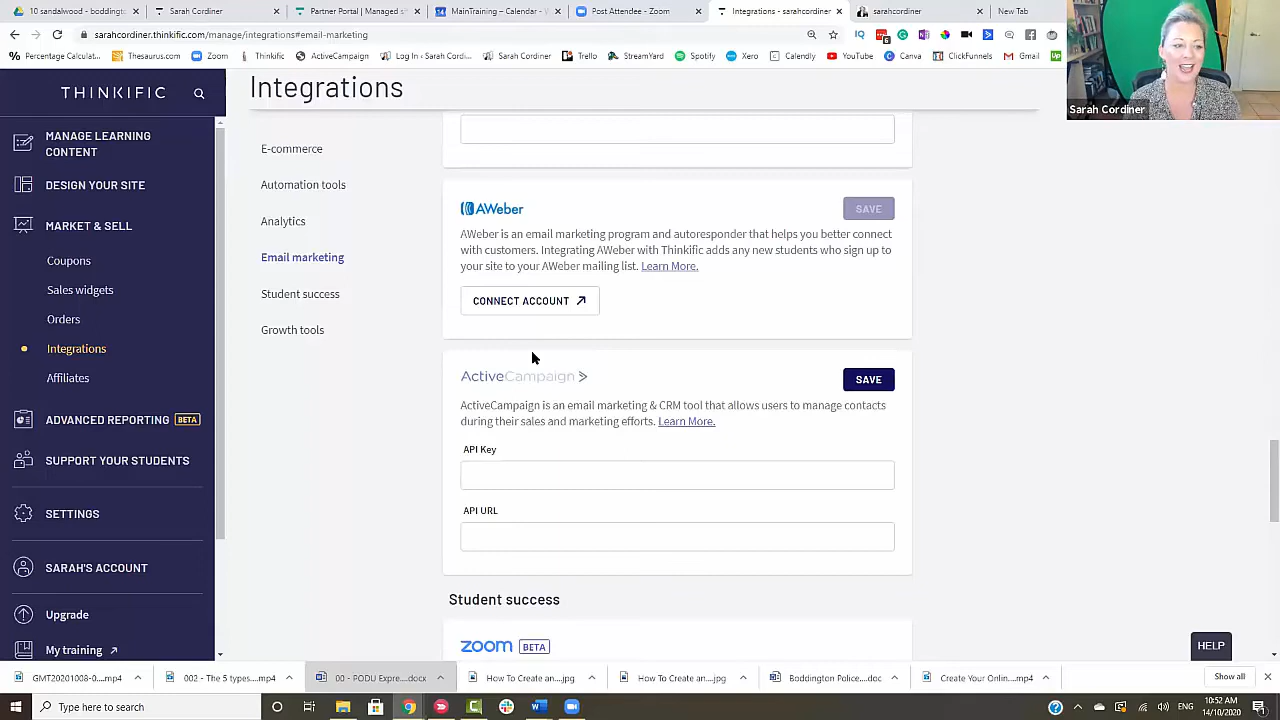 10 sandalwood > boddingt
Sarah Cordiner
Partner Portal | Managed s
MainTraining – Calendar – V
Post Attendee - Zoom
Integrations - sarahcordiner
sarahcordiner
New Tab
sarahcordiner.thinkific.com/manage/integrations#email-marketing
Percentage Calculat...
Thesaurus.com
Zoom
Thinkific
ActiveCampaign
Log In ‹ Sarah Cordi...
Sarah Cordiner
Trello
StreamYard
Spotify
Xero
Calendly
YouTube
Canva
ClickFunnels
Gmail
Sarah Cordiner
THINKIFIC
MANAGE LEARNING
CONTENT
DESIGN YOUR SITE
MARKET & SELL
Coupons
Sales widgets
Orders
Integrations
Affiliates
ADVANCED REPORTING BETA
SUPPORT YOUR STUDENTS
SETTINGS
SARAH'S ACCOUNT
Upgrade
My training
Integrations
E-commerce
Automation tools
Analytics
Email marketing
Student success
Growth tools
AWeber
SAVE
AWeber is an email marketing program and autoresponder that helps you better connect
with customers. Integrating AWeber with Thinkific adds any new students who sign up to
your site to your AWeber mailing list. Learn More.
CONNECT ACCOUNT
ActiveCampaign >
SAVE
ActiveCampaign is an email marketing & CRM tool that allows users to manage contacts
during their sales and marketing efforts. Learn More.
API Key
API URL
Student success
zoom BETA
HELP
GMT20201008-0....mp4
002 - The 5 types....mp4
00 - PODU Expre....docx
How To Create an....jpg
How To Create an....jpg
Boddington Police....doc
Create Your Onlin....mp4
Show all
Type here to search
10:52 AM
14/10/2020